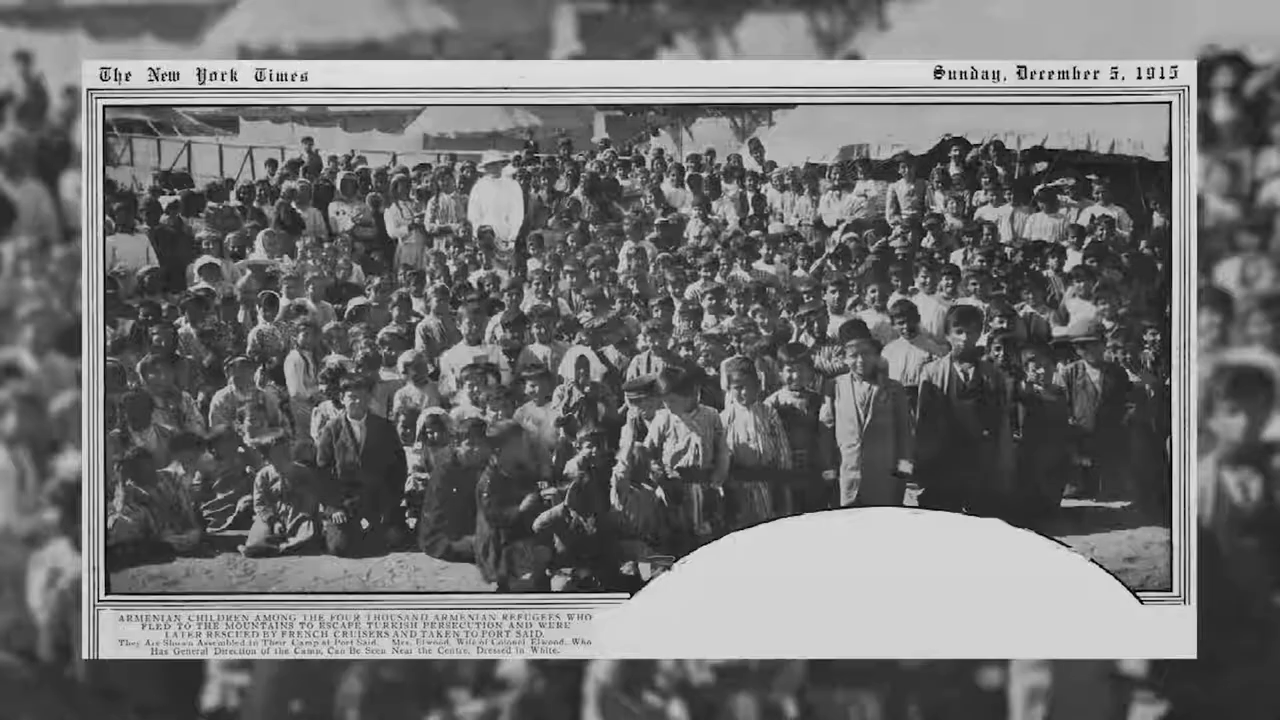 The New York Times
Sunday, December 5, 1915
ARMENIAN CHILDREN AMONG THE FOUR THOUSAND ARMENIAN REFUGEES WHO
FLED TO THE MOUNTAINS TO ESCAPE TURKISH PERSECUTION AND WERE
LATER RESCUED BY FRENCH CRUISERS AND TAKEN TO PORT SAID.
They Are Shown Assembled in Their Camp at Port Said. Mrs. Elwood, Wife of Colonel Elwood, Who
Has General Direction of the Camp, Can Be Seen Near the Centre, Dressed in White.